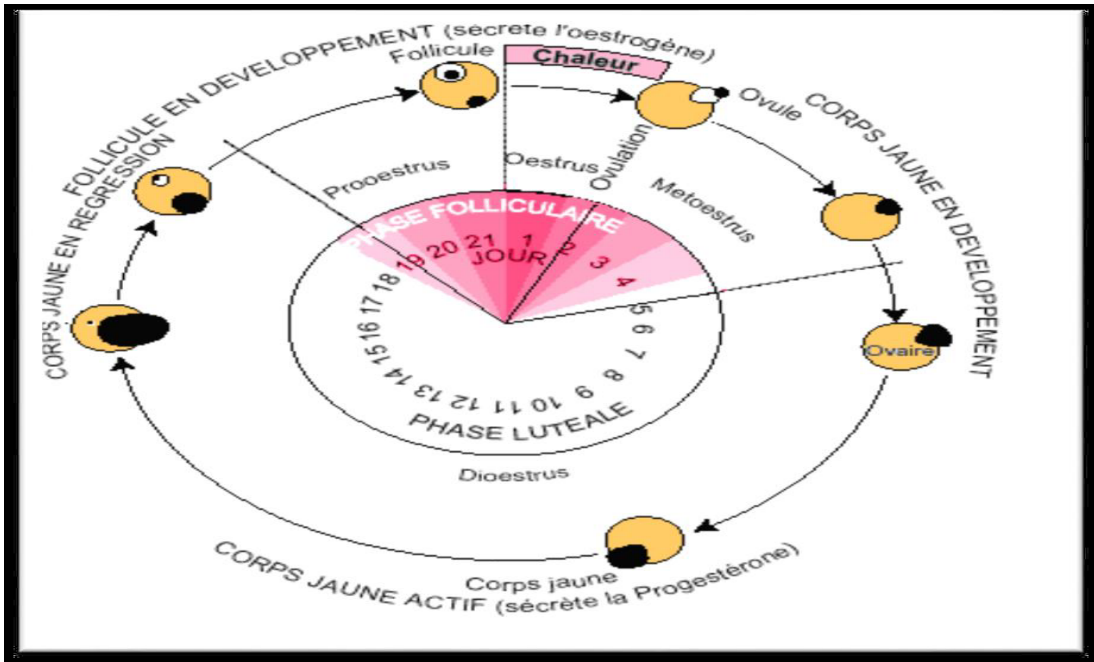 FOLLICULE EN DEVELOPPEMENT (sécrète l'oestrogène)
Follicule
Chaleur
Ovule
CORPS JAUNE EN DEVELOPPEMENT
CORPS JAUNE EN REGRESSION
Prooestrus
Oestrus
Ovulation
Metoestrus
PHASE FOLLICULAIRE
JOUR
1
2
3
4
5
6
7
8
9
10
11
12
13
14
15
16
17
18
19
20
21
Ovaire
PHASE LUTEALE
Dioestrus
Corps jaune
CORPS JAUNE ACTIF (sécrète la Progestérone)